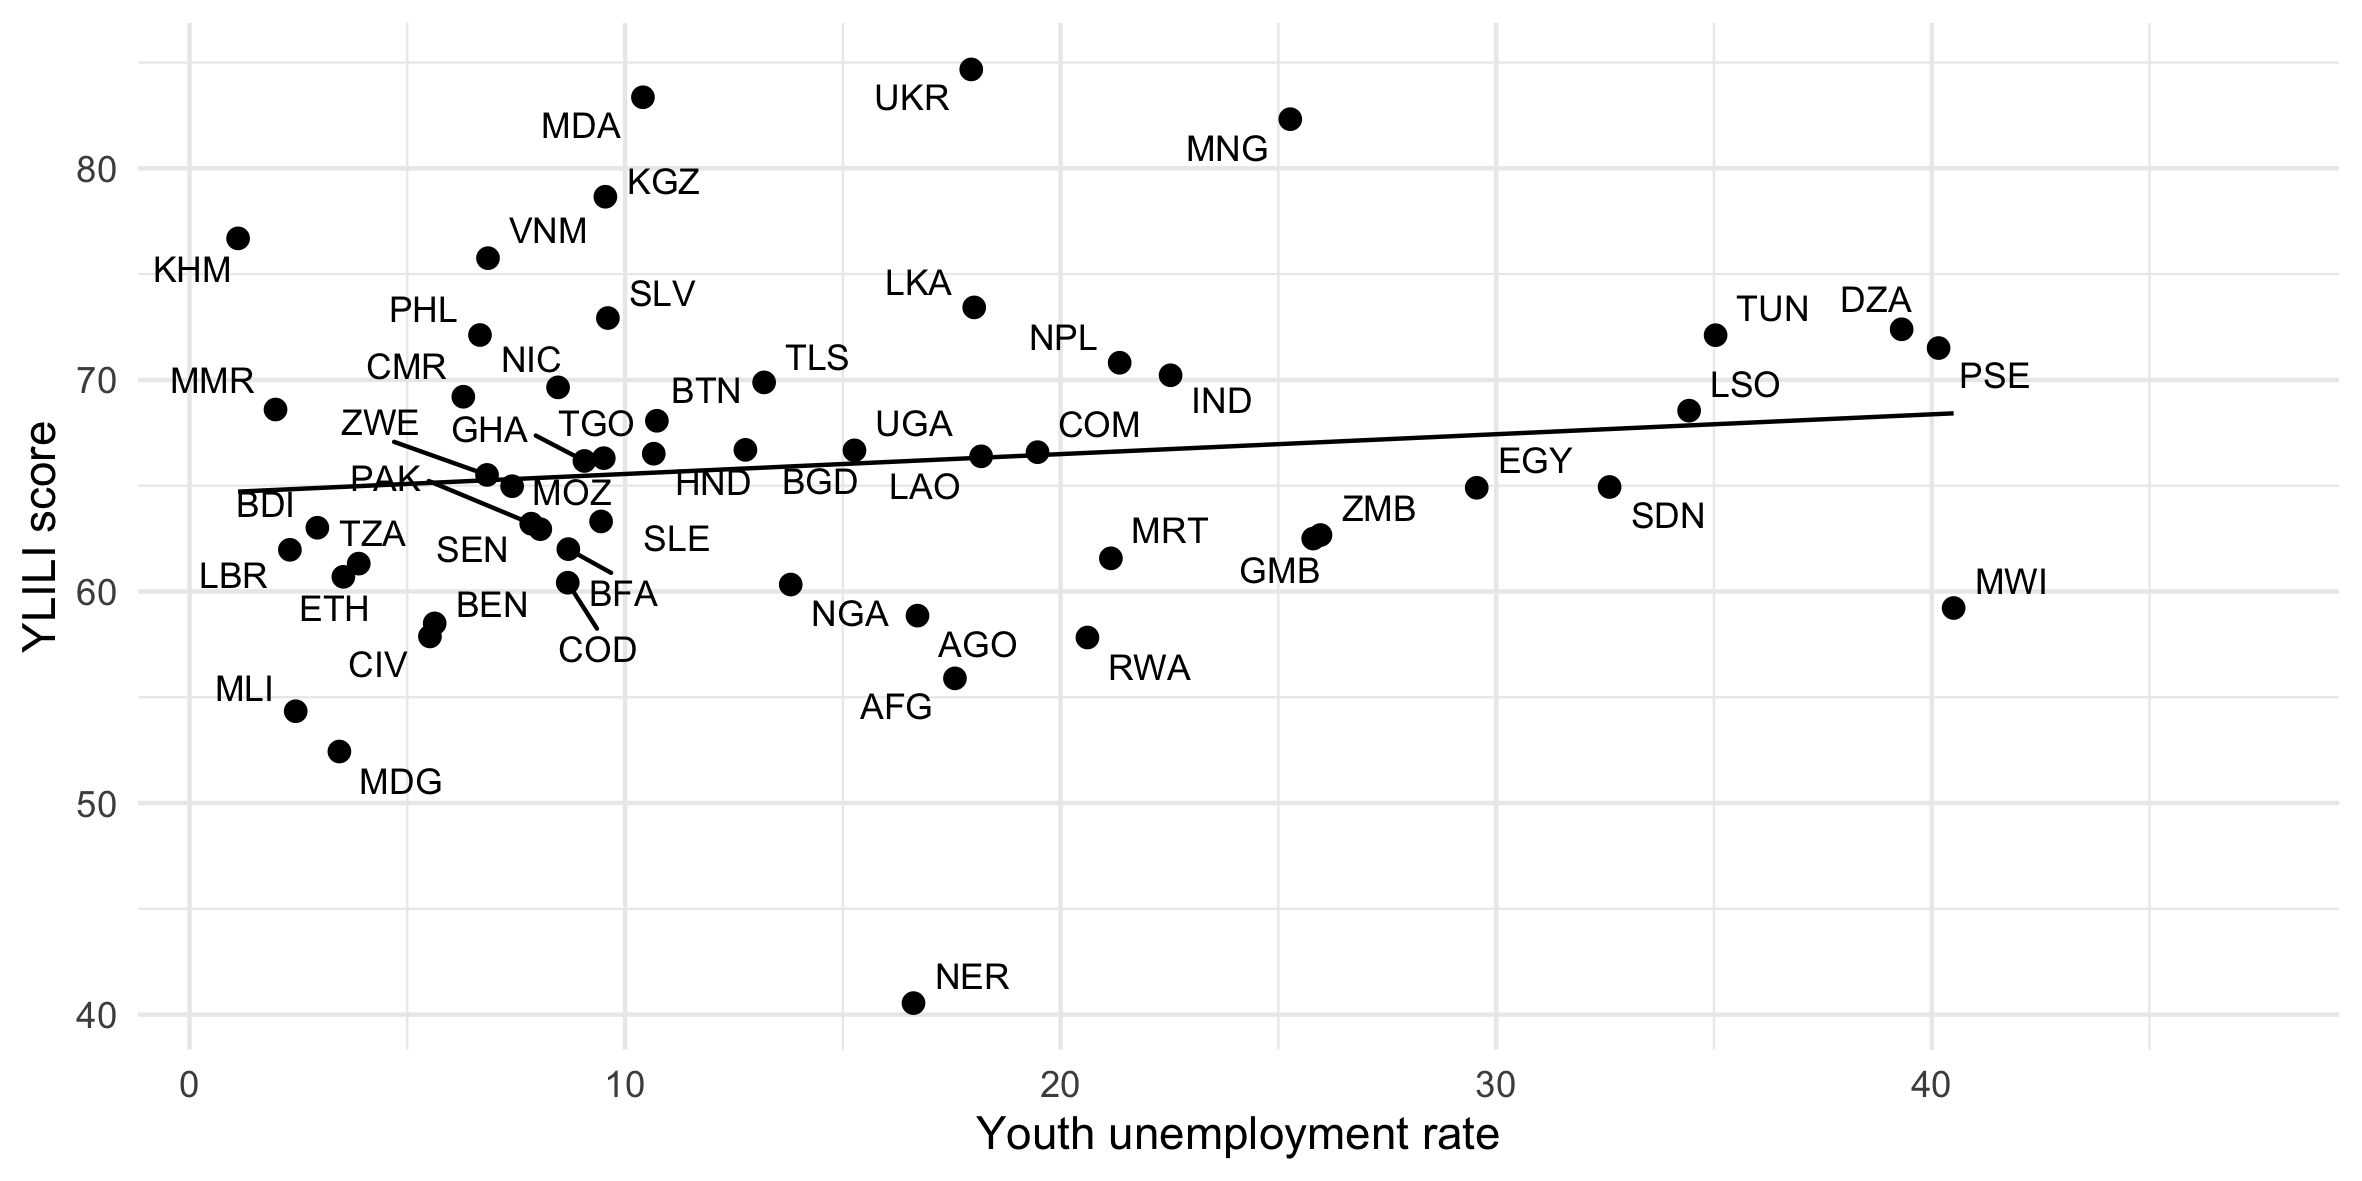 UKR
MDA
MNG
80
KGZ
VNM
KHM
LKA
SLV
PHL
TUN
DZA
NPL
NIC
TLS
CMR
MMR
70
BTN
LSO
PSE
IND
ZWE
GHA
TGO
UGA
COM
EGY
PAK
HND
BGD
LAO
MOZ
BDI
ZMB
SDN
TZA
MRT
SLE
SEN
YLILI score
LBR
GMB
60
BFA
MWI
ETH
BEN
NGA
AGO
COD
CIV
RWA
MLI
AFG
MDG
50
NER
40
0 10 20 30 40
Youth unemployment rate